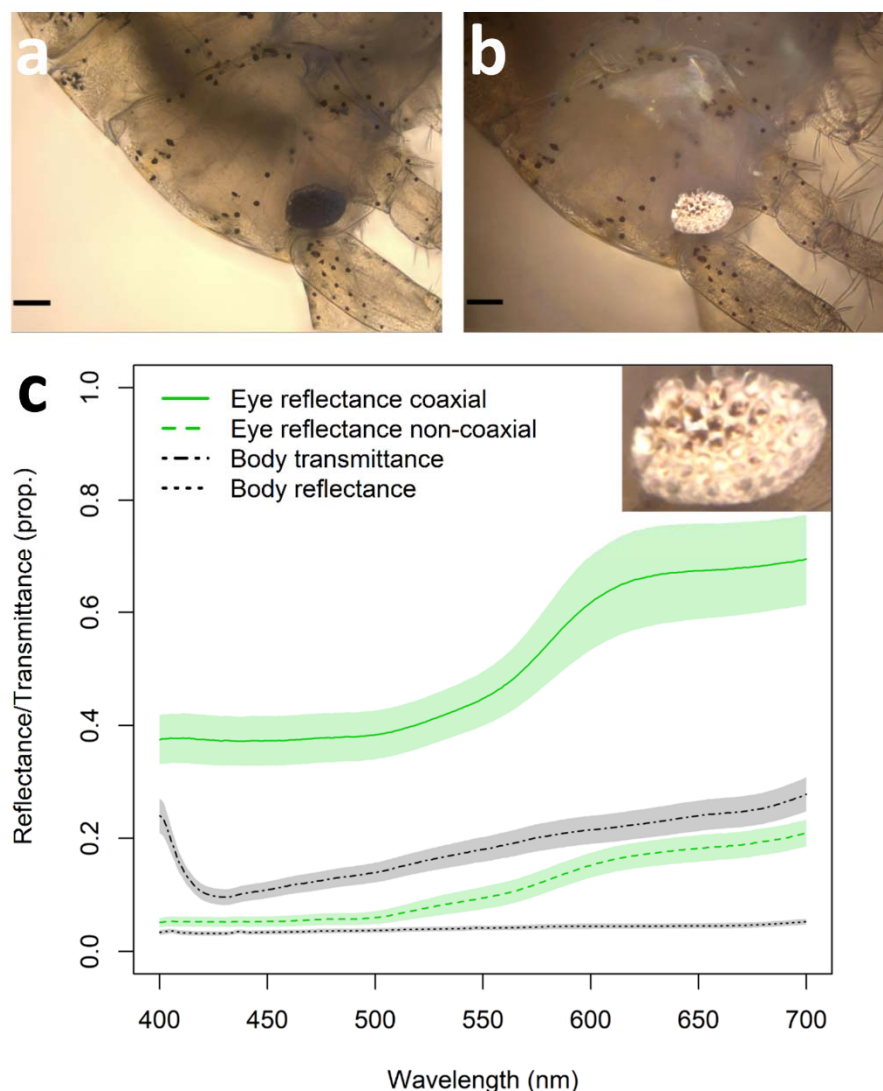 a
b
c
Eye reflectance coaxial
Eye reflectance non-coaxial
Body transmittance
Body reflectance
Reflectance/Transmittance (prop.)
1.0
0.8
0.6
0.4
0.2
0.0
400 450 500 550 600 650 700
Wavelength (nm)